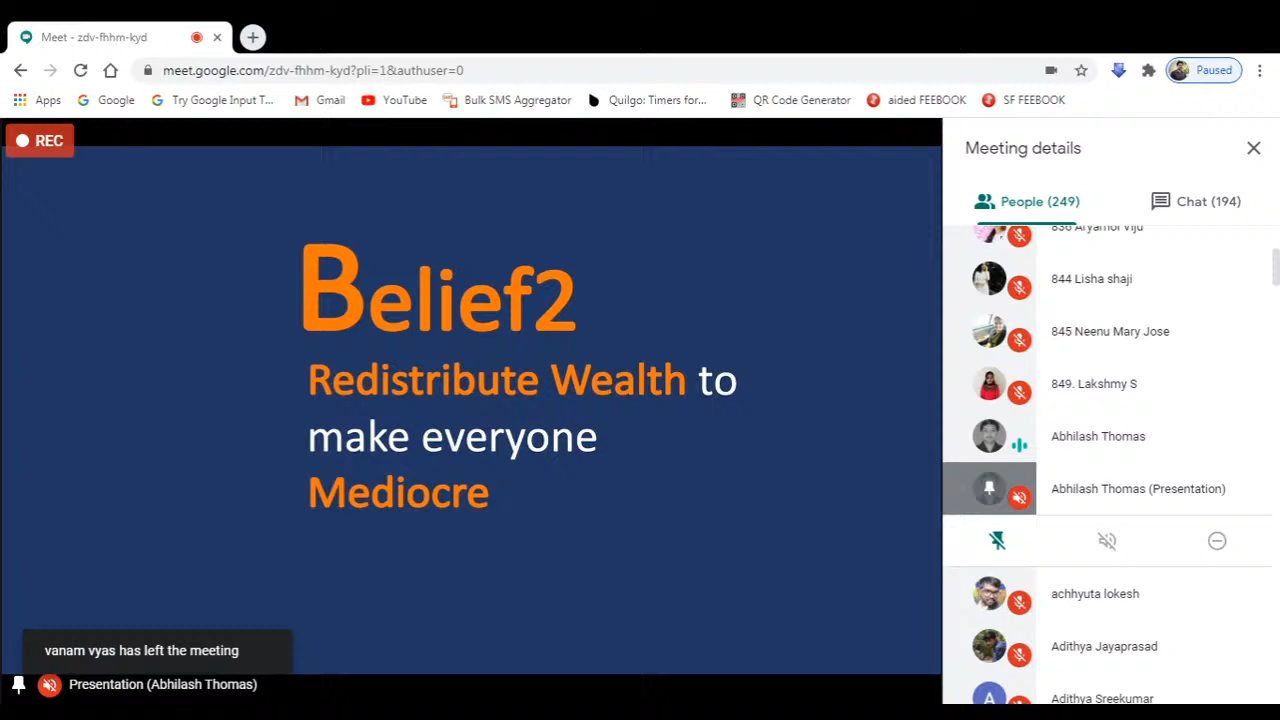 Meet - zdv-fhhm-kyd
meet.google.com/zdv-fhhm-kyd?pli=1&authuser=0
Paused
Apps
Google
Try Google Input T...
Gmail
YouTube
Bulk SMS Aggregator
Quilgo: Timers for...
QR Code Generator
aided FEEBOOK
SF FEEBOOK
REC
Belief2
Redistribute Wealth to
make everyone
Mediocre
vanam vyas has left the meeting
Presentation (Abhilash Thomas)
Meeting details
People (249)
Chat (194)
836 Aryamol Viju
844 Lisha shaji
845 Neenu Mary Jose
849. Lakshmy S
Abhilash Thomas
Abhilash Thomas (Presentation)
achhyuta lokesh
Adithya Jayaprasad
A
Adithya Sreekumar